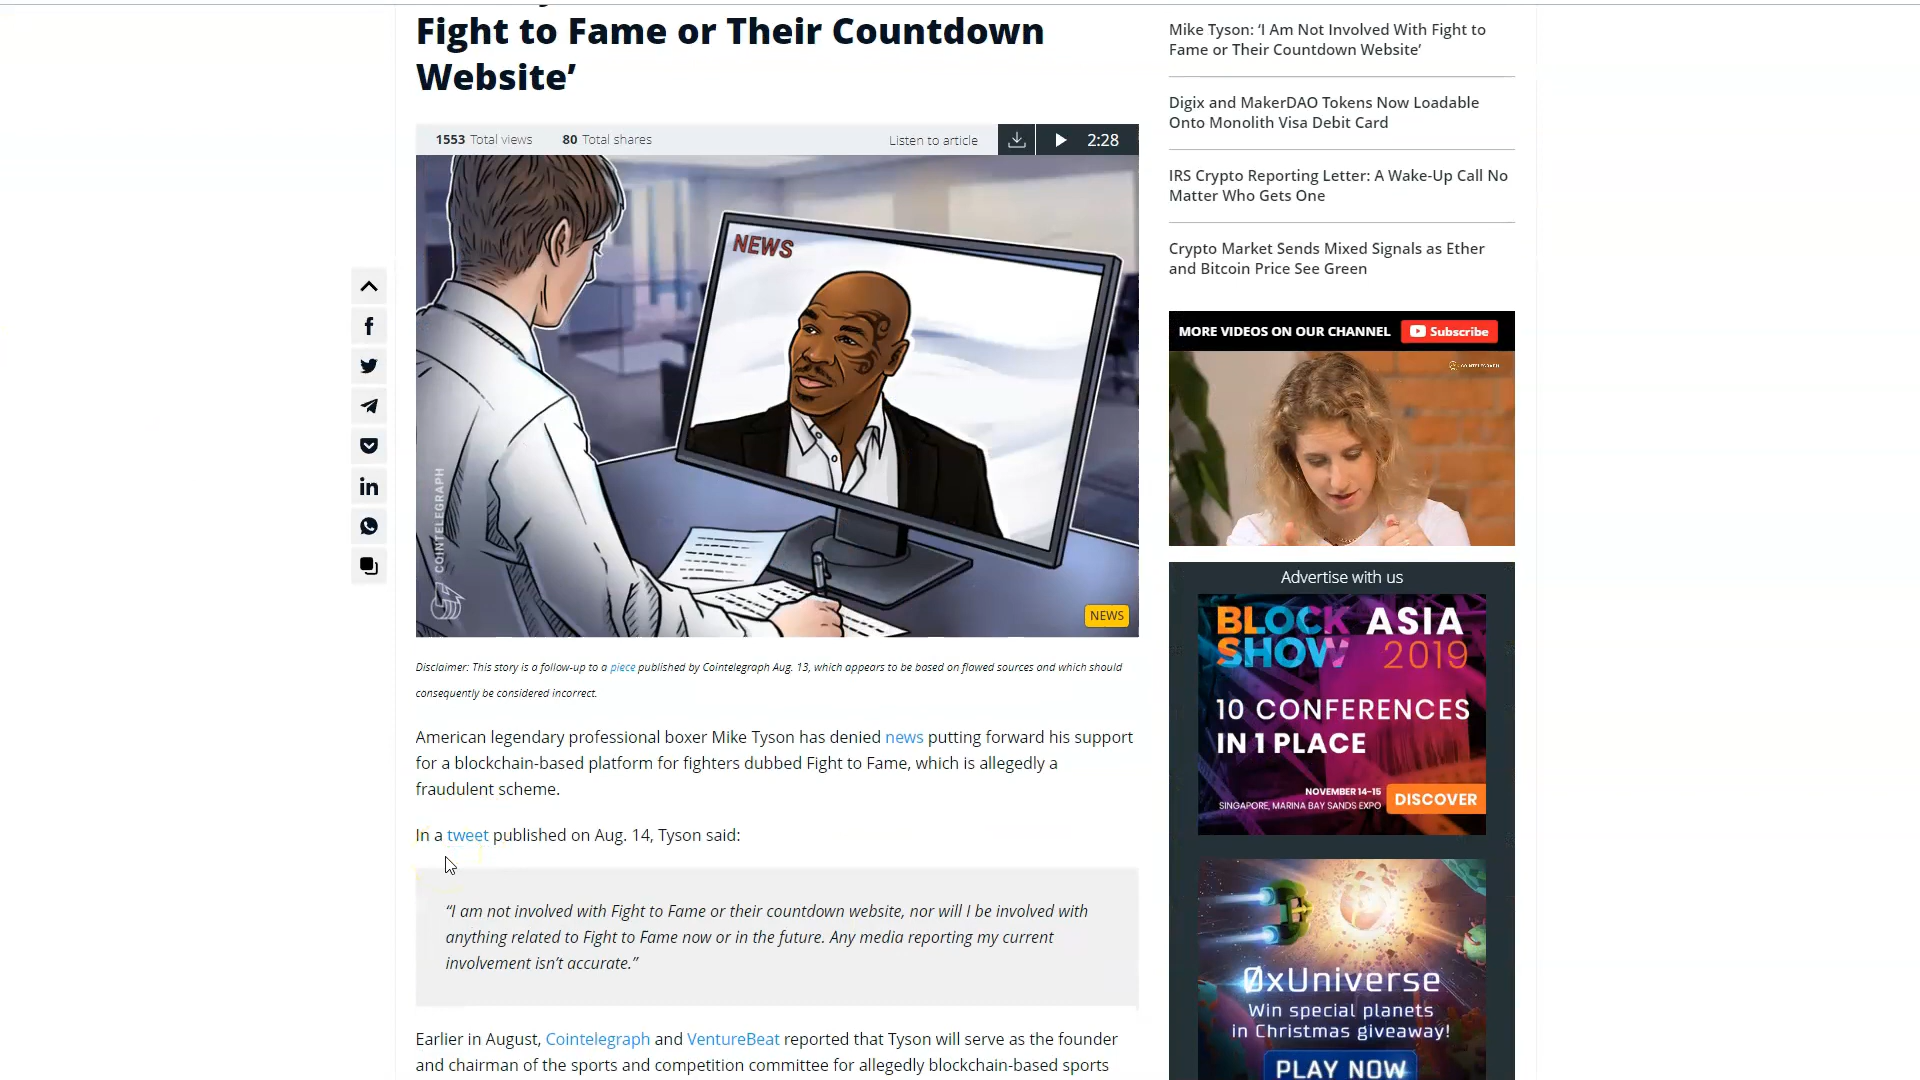 Fight to Fame or Their Countdown
Website’
1553 Total views
80 Total shares
Listen to article
2:28
NEWS
COINTELEGRAPH
NEWS
Disclaimer: This story is a follow-up to a piece published by Cointelegraph Aug. 13, which appears to be based on flawed sources and which should
consequently be considered incorrect.
American legendary professional boxer Mike Tyson has denied news putting forward his support
for a blockchain-based platform for fighters dubbed Fight to Fame, which is allegedly a
fraudulent scheme.
In a tweet published on Aug. 14, Tyson said:
“I am not involved with Fight to Fame or their countdown website, nor will I be involved with
anything related to Fight to Fame now or in the future. Any media reporting my current
involvement isn’t accurate.”
Earlier in August, Cointelegraph and VentureBeat reported that Tyson will serve as the founder
and chairman of the sports and competition committee for allegedly blockchain-based sports
Mike Tyson: ‘I Am Not Involved With Fight to
Fame or Their Countdown Website’
Digix and MakerDAO Tokens Now Loadable
Onto Monolith Visa Debit Card
IRS Crypto Reporting Letter: A Wake-Up Call No
Matter Who Gets One
Crypto Market Sends Mixed Signals as Ether
and Bitcoin Price See Green
MORE VIDEOS ON OUR CHANNEL
Subscribe
COINTELEGRAPH
Advertise with us
BLOCK ASIA
SHOW 2019
10 CONFERENCES
IN 1 PLACE
NOVEMBER 14-15
SINGAPORE, MARINA BAY SANDS EXPO
DISCOVER
0xUniverse
Win special planets
in Christmas giveaway!
PLAY NOW